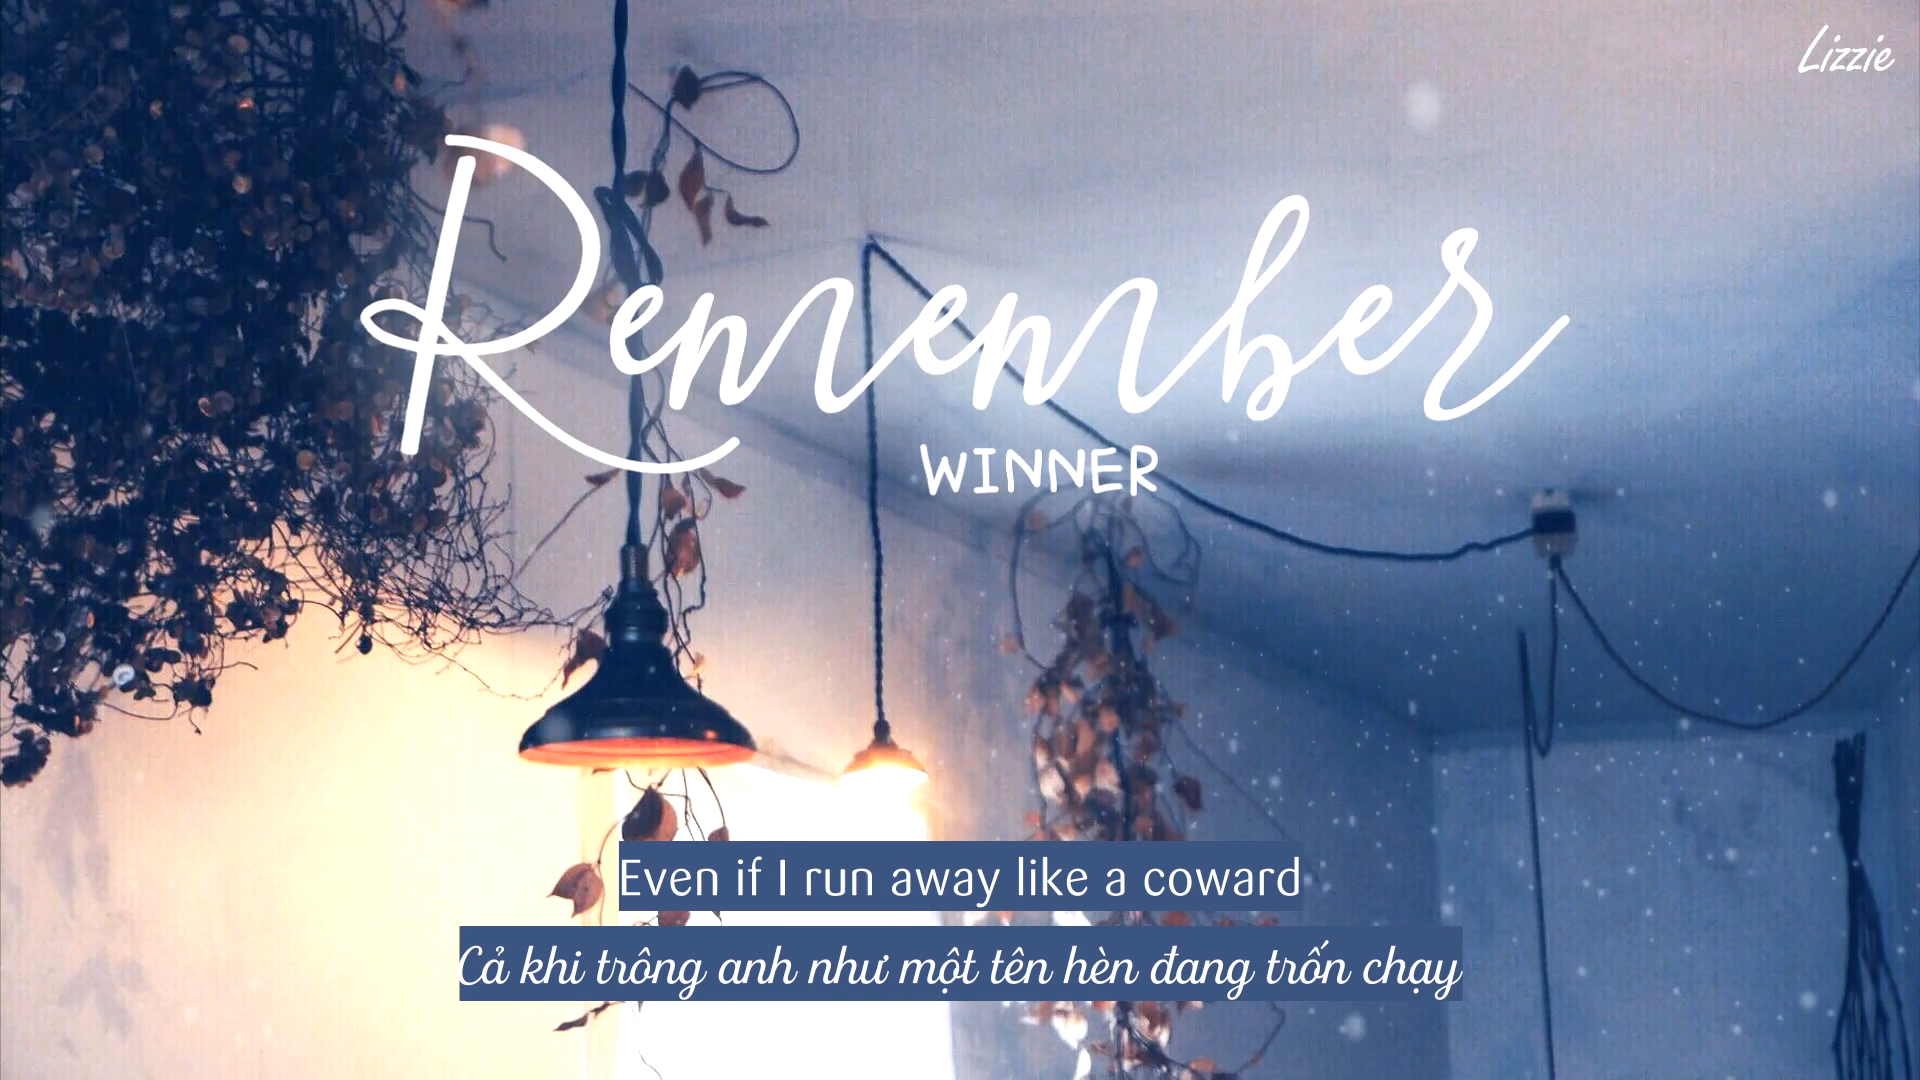 Lizzie
Remember
WINNER
Even if I run away like a coward
Cả khi trông anh như một tên hèn đang trốn chạy